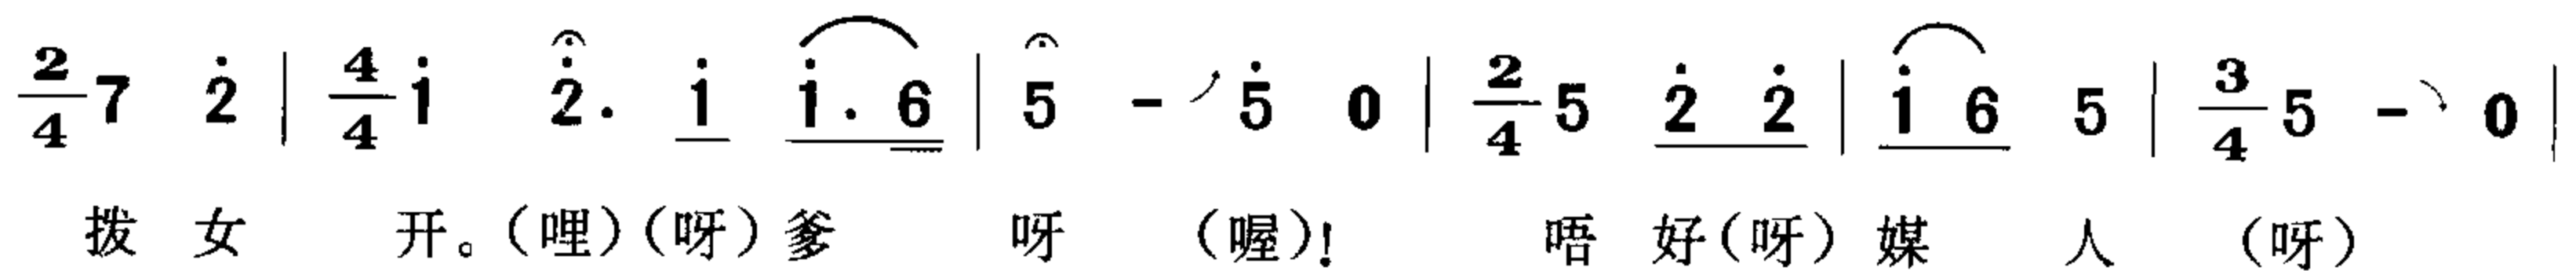 2/4 7 2̇ | 4/4 1̇ 2̇. 1̇ 1̇. 6 | 5 - 5̇ 0 | 2/4 5 2̇ 2̇ | 1̇ 6 5 | 3/4 5 - 0 |
拨 女 开。（哩）（呀）爹 呀 （喔）！ 唔 好（呀）媒 人 （呀）